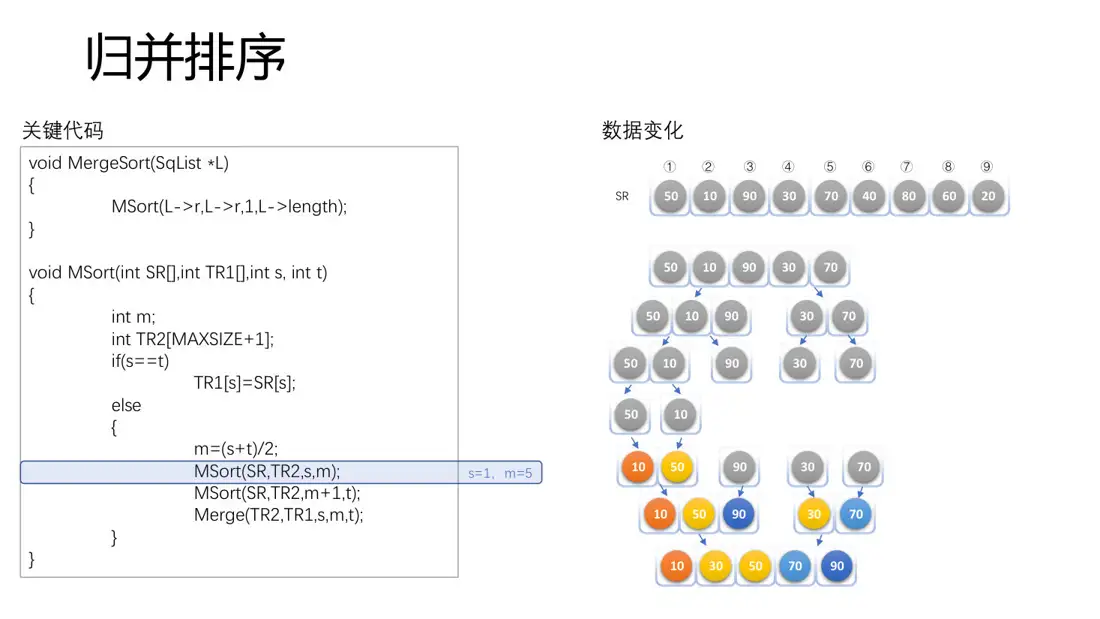 归并排序
关键代码
void MergeSort(SqList *L)
{
MSort(L->r,L->r,1,L->length);
}
void MSort(int SR[],int TR1[],int s, int t)
{
int m;
int TR2[MAXSIZE+1];
if(s==t)
TR1[s]=SR[s];
else
{
m=(s+t)/2;
MSort(SR,TR2,s,m);
s=1, m=5
MSort(SR,TR2,m+1,t);
Merge(TR2,TR1,s,m,t);
}
}
数据变化
① ② ③ ④ ⑤ ⑥ ⑦ ⑧ ⑨
SR 50 10 90 30 70 40 80 60 20
50 10 90 30 70
50 10 90 30 70
50 10 90 30 70
50 10
10 50 90 30 70
10 50 90 30 70
10 30 50 70 90